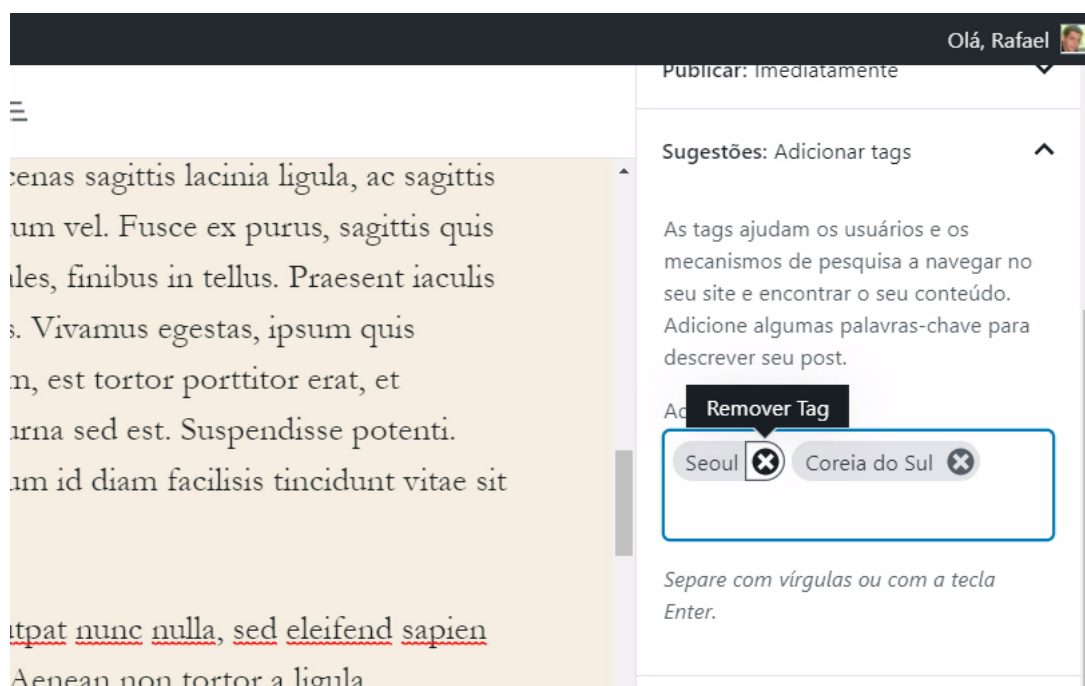 Olá, Rafael
Publicar: Imediatamente
Sugestões: Adicionar tags
cenas sagittis lacinia ligula, ac sagittis
um vel. Fusce ex purus, sagittis quis
les, finibus in tellus. Praesent iaculis
s. Vivamus egestas, ipsum quis
m, est tortor porttitor erat, et
urna sed est. Suspendisse potenti.
um id diam facilisis tincidunt vitae sit
utpat nunc nulla, sed eleifend sapien
Aenean non tortor a ligula
As tags ajudam os usuários e os
mecanismos de pesquisa a navegar no
seu site e encontrar o seu conteúdo.
Adicione algumas palavras-chave para
descrever seu post.
Remover Tag
Seoul
Coreia do Sul
Separe com vírgulas ou com a tecla
Enter.